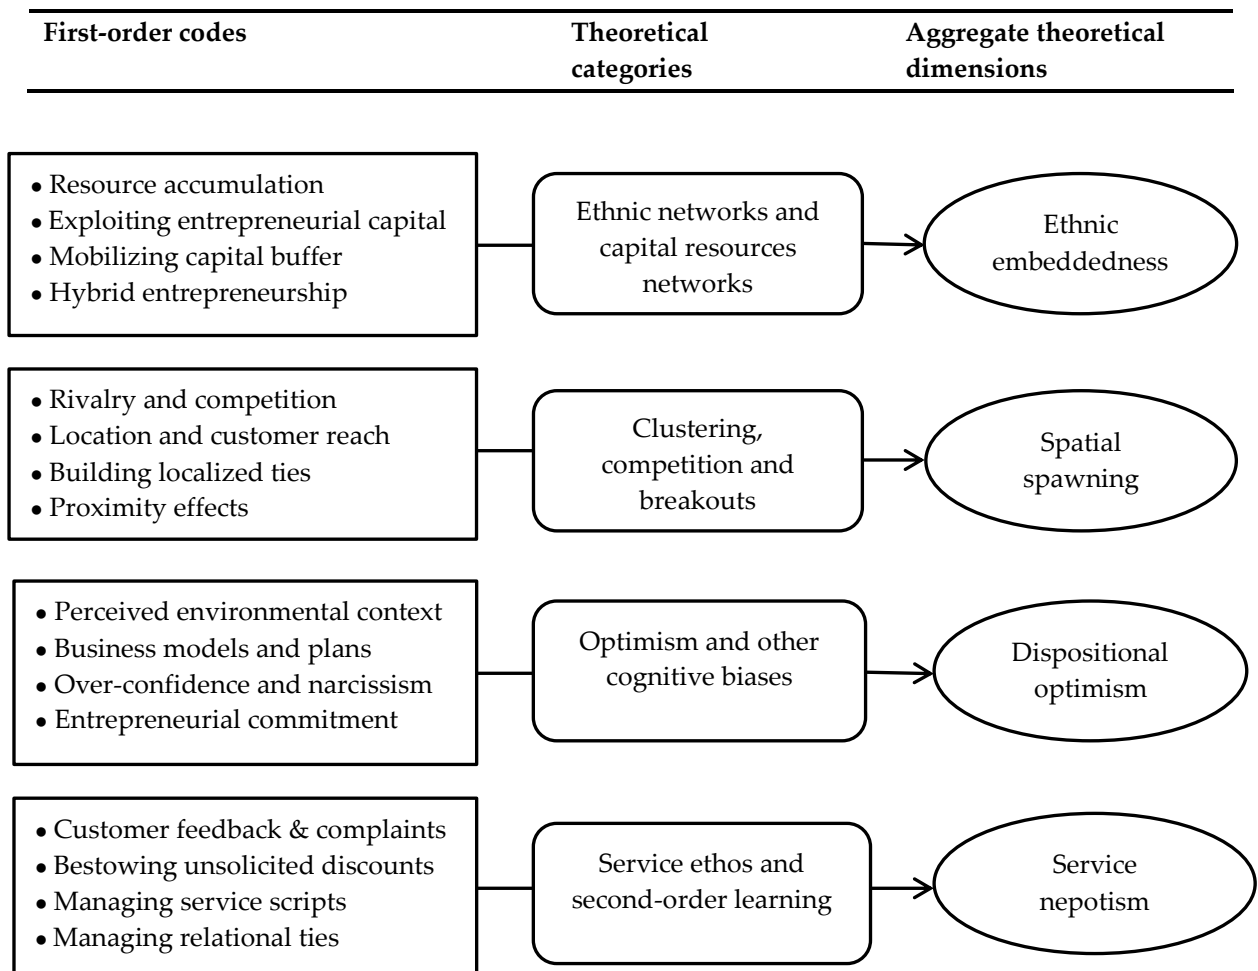 First-order codes
Theoretical
categories
Aggregate theoretical
dimensions
• Resource accumulation
• Exploiting entrepreneurial capital
• Mobilizing capital buffer
• Hybrid entrepreneurship
Ethnic networks and
capital resources
networks
Ethnic
embeddedness
• Rivalry and competition
• Location and customer reach
• Building localized ties
• Proximity effects
Clustering,
competition and
breakouts
Spatial
spawning
• Perceived environmental context
• Business models and plans
• Over-confidence and narcissism
• Entrepreneurial commitment
Optimism and other
cognitive biases
Dispositional
optimism
• Customer feedback & complaints
• Bestowing unsolicited discounts
• Managing service scripts
• Managing relational ties
Service ethos and
second-order learning
Service
nepotism